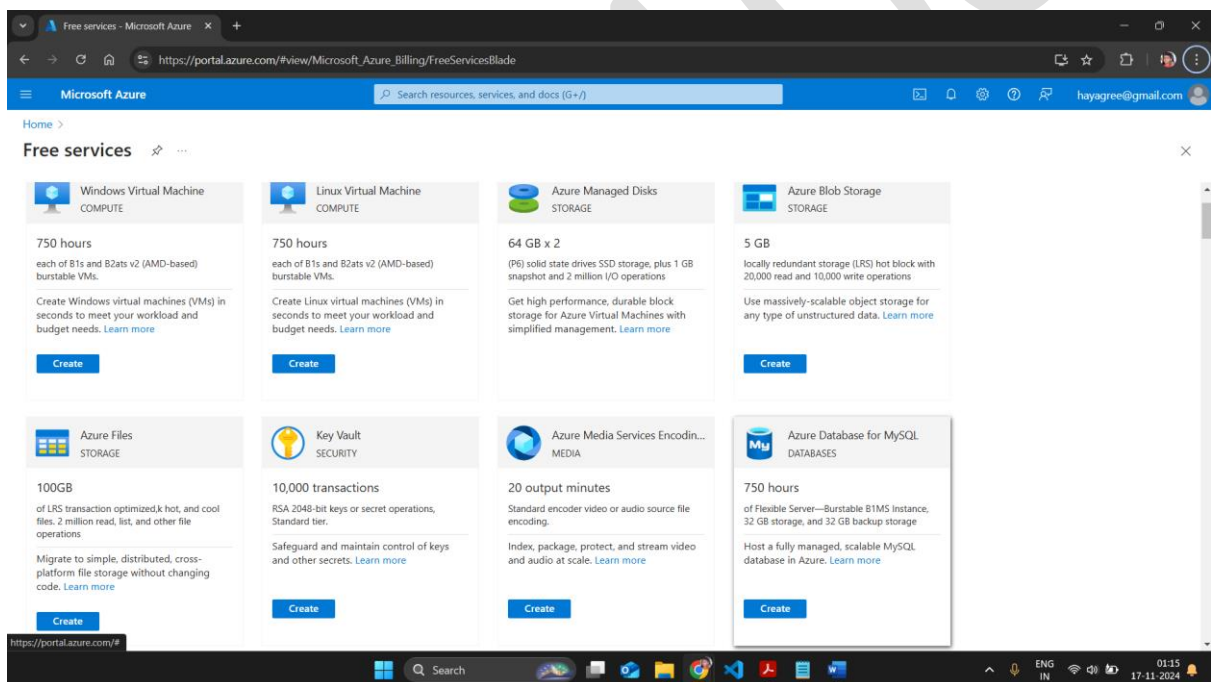 Free services - Microsoft Azure
https://portal.azure.com/#view/Microsoft_Azure_Billing/FreeServicesBlade
Microsoft Azure
Search resources, services, and docs (G+/)
hayagree@gmail.com
Home >
Free services
Windows Virtual Machine
COMPUTE
750 hours
each of B1s and B2ats v2 (AMD-based)
burstable VMs.
Create Windows virtual machines (VMs) in
seconds to meet your workload and
budget needs. Learn more
Create
Linux Virtual Machine
COMPUTE
750 hours
each of B1s and B2ats v2 (AMD-based)
burstable VMs.
Create Linux virtual machines (VMs) in
seconds to meet your workload and
budget needs. Learn more
Create
Azure Managed Disks
STORAGE
64 GB x 2
(P6) solid state drives SSD storage, plus 1 GB
snapshot and 2 million I/O operations
Get high performance, durable block
storage for Azure Virtual Machines with
simplified management. Learn more
Azure Blob Storage
STORAGE
5 GB
locally redundant storage (LRS) hot block with
20,000 read and 10,000 write operations
Use massively-scalable object storage for
any type of unstructured data. Learn more
Create
Azure Files
STORAGE
100GB
of LRS transaction optimized,k hot, and cool
files. 2 million read, list, and other file
operations
Migrate to simple, distributed, cross-
platform file storage without changing
code. Learn more
Create
Key Vault
SECURITY
10,000 transactions
RSA 2048-bit keys or secret operations,
Standard tier.
Safeguard and maintain control of keys
and other secrets. Learn more
Create
Azure Media Services Encodin...
MEDIA
20 output minutes
Standard encoder video or audio source file
encoding.
Index, package, protect, and stream video
and audio at scale. Learn more
Create
My
Azure Database for MySQL
DATABASES
750 hours
of Flexible Server—Burstable B1MS Instance,
32 GB storage, and 32 GB backup storage
Host a fully managed, scalable MySQL
database in Azure. Learn more
Create
https://portal.azure.com/#
Search
ENG
IN
01:15
17-11-2024